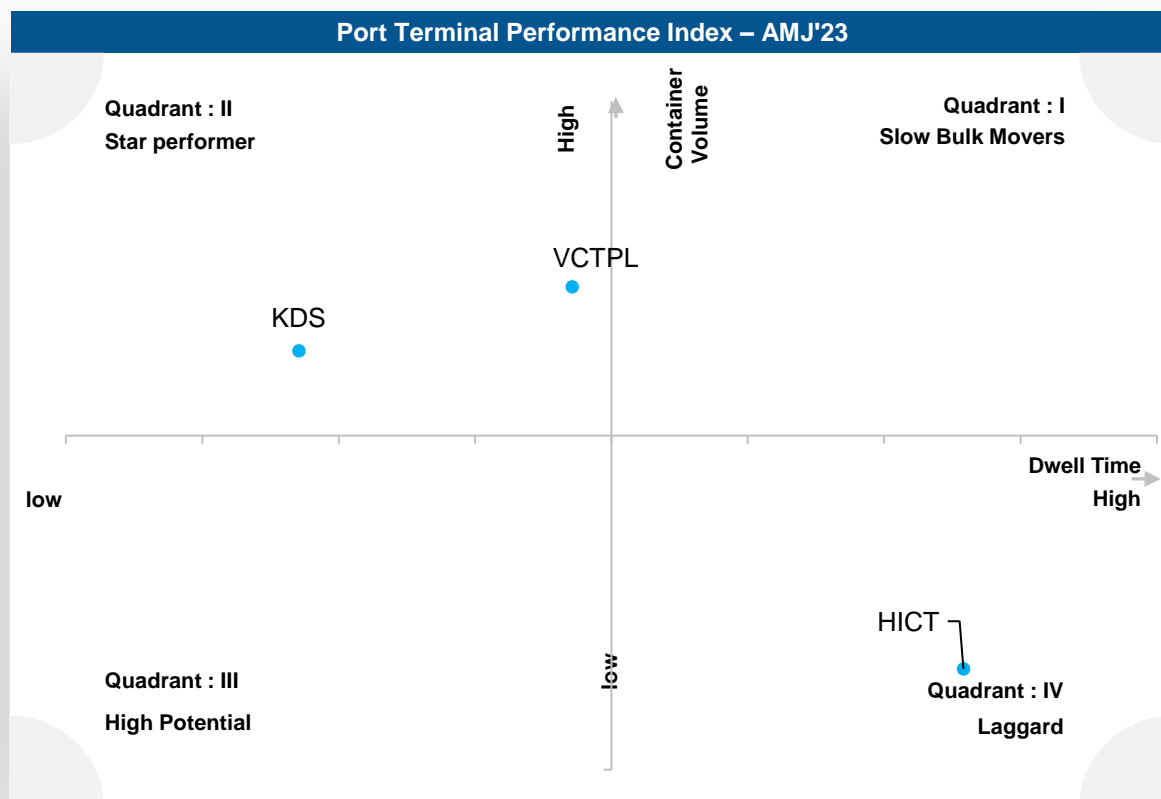 Port Terminal Performance Index – AMJ'23
Quadrant : II
Star performer
High
Container
Volume
Quadrant : I
Slow Bulk Movers
VCTPL
KDS
Dwell Time
High
low
HICT
low
Quadrant : III
High Potential
Quadrant : IV
Laggard